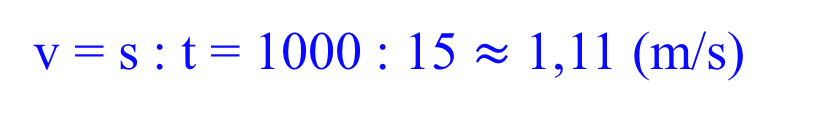 v = s : t = 1000 : 15 ≈ 1,11 (m/s)